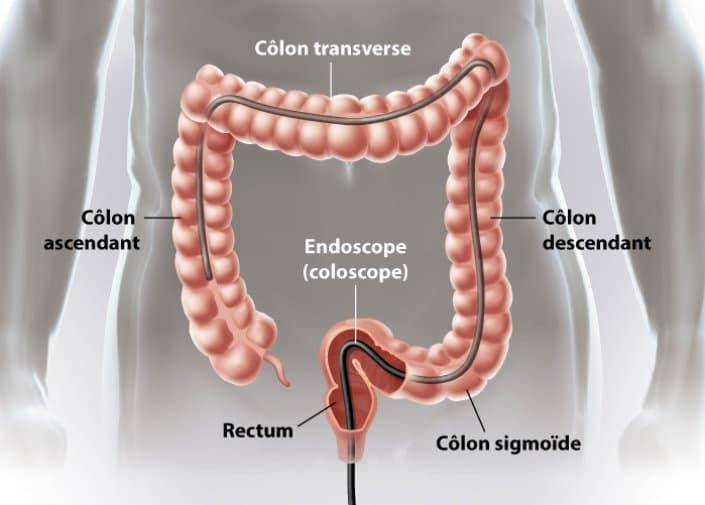 Côlon transverse
Côlon
ascendant
Côlon
descendant
Endoscope
(coloscope)
Rectum
Côlon sigmoïde